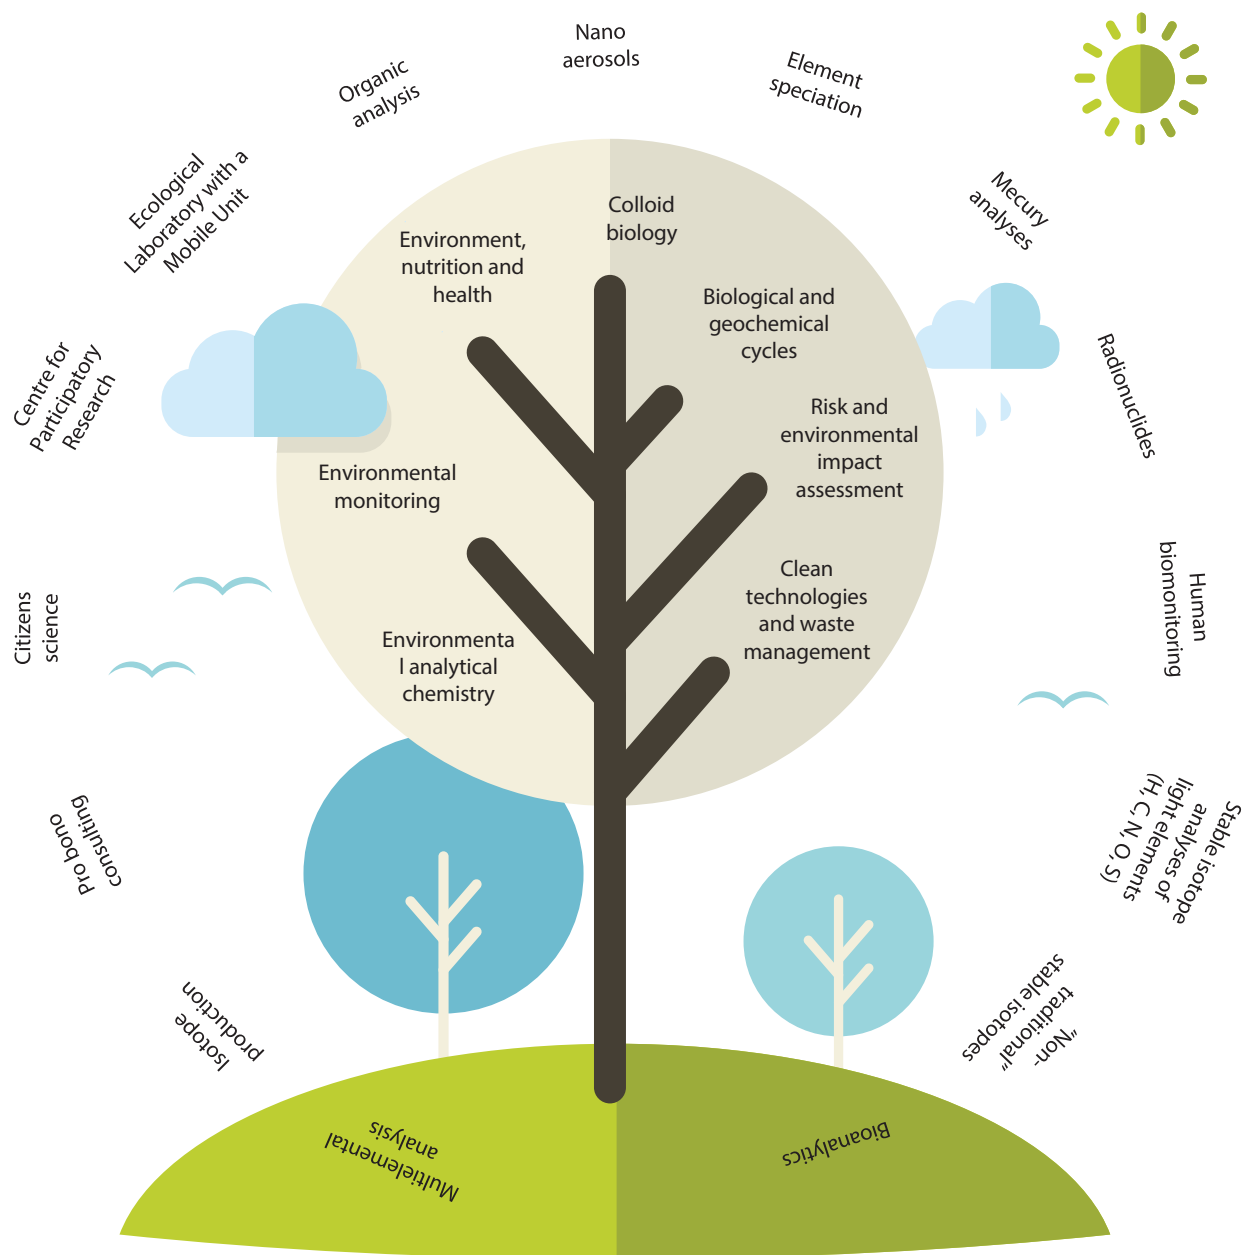 Nano
aerosols
Element
speciation
Mecury
analyses
Radionuclides
Human
biomonitoring
Stable isotope
analyses of
light elements
(H, C, N, O, S)
"Non-
traditional"
stable isotopes
Bioanalytics
Multielemental
analysis
Isotope
production
Pro bono
consulting
Citizens
science
Centre for
Participatory
Research
Ecological
Laboratory with a
Mobile Unit
Organic
analysis
Colloid
biology
Environment,
nutrition and
health
Biological and
geochemical
cycles
Risk and
environmental
impact
assessment
Environmental
monitoring
Clean
technologies
and waste
management
Environmenta
l analytical
chemistry